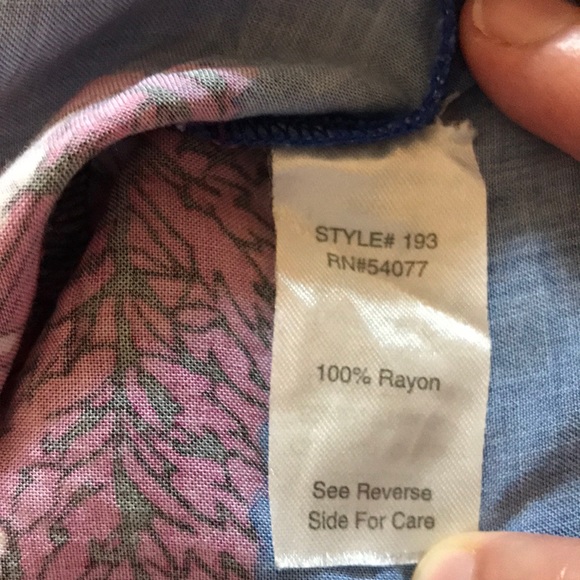 STYLE# 193
RN#54077
100% Rayon
See Reverse
Side For Care